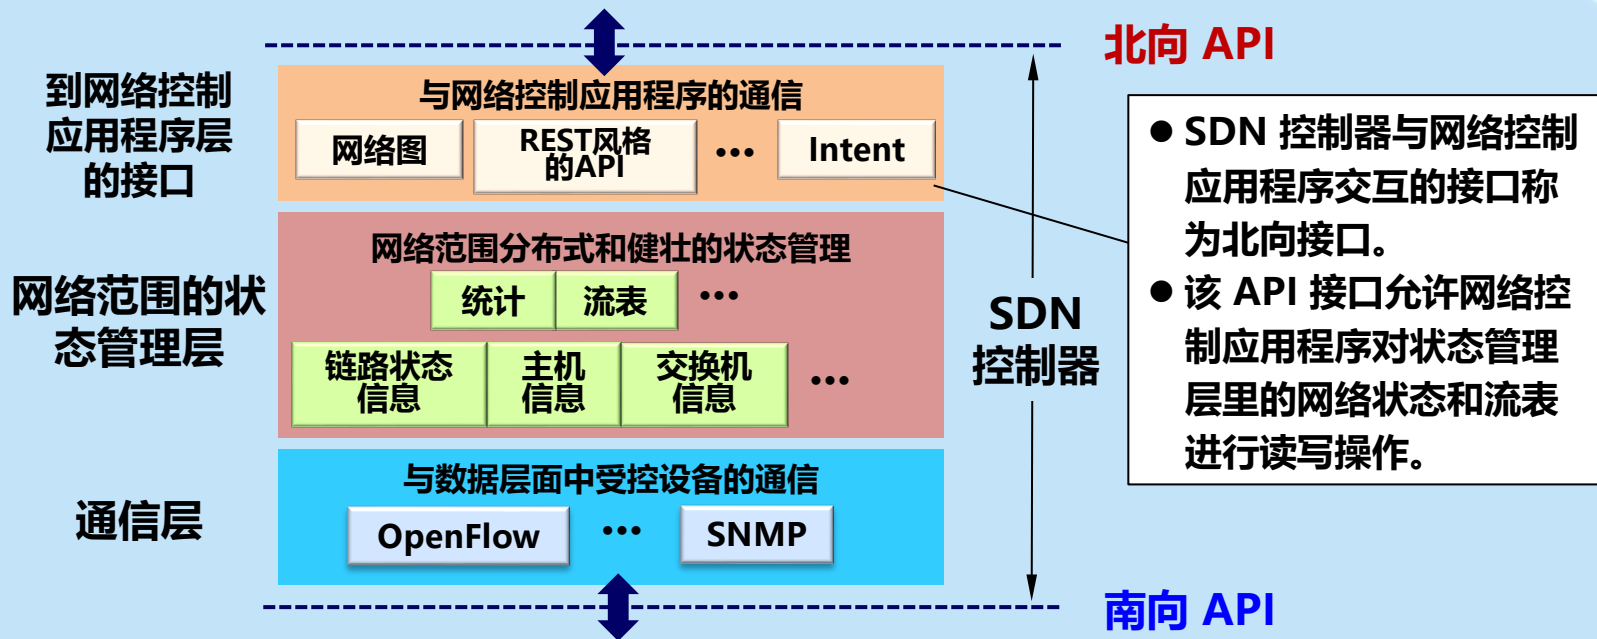 北向 API
到网络控制
应用程序层
的接口
与网络控制应用程序的通信
网络图
REST风格
的API
•••
Intent
● SDN 控制器与网络控制
应用程序交互的接口称
为北向接口。
● 该 API 接口允许网络控
制应用程序对状态管理
层里的网络状态和流表
进行读写操作。
网络范围的状
态管理层
网络范围分布式和健壮的状态管理
统计
流表
•••
链路状态
信息
主机
信息
交换机
信息
•••
SDN
控制器
通信层
与数据层面中受控设备的通信
OpenFlow
•••
SNMP
南向 API